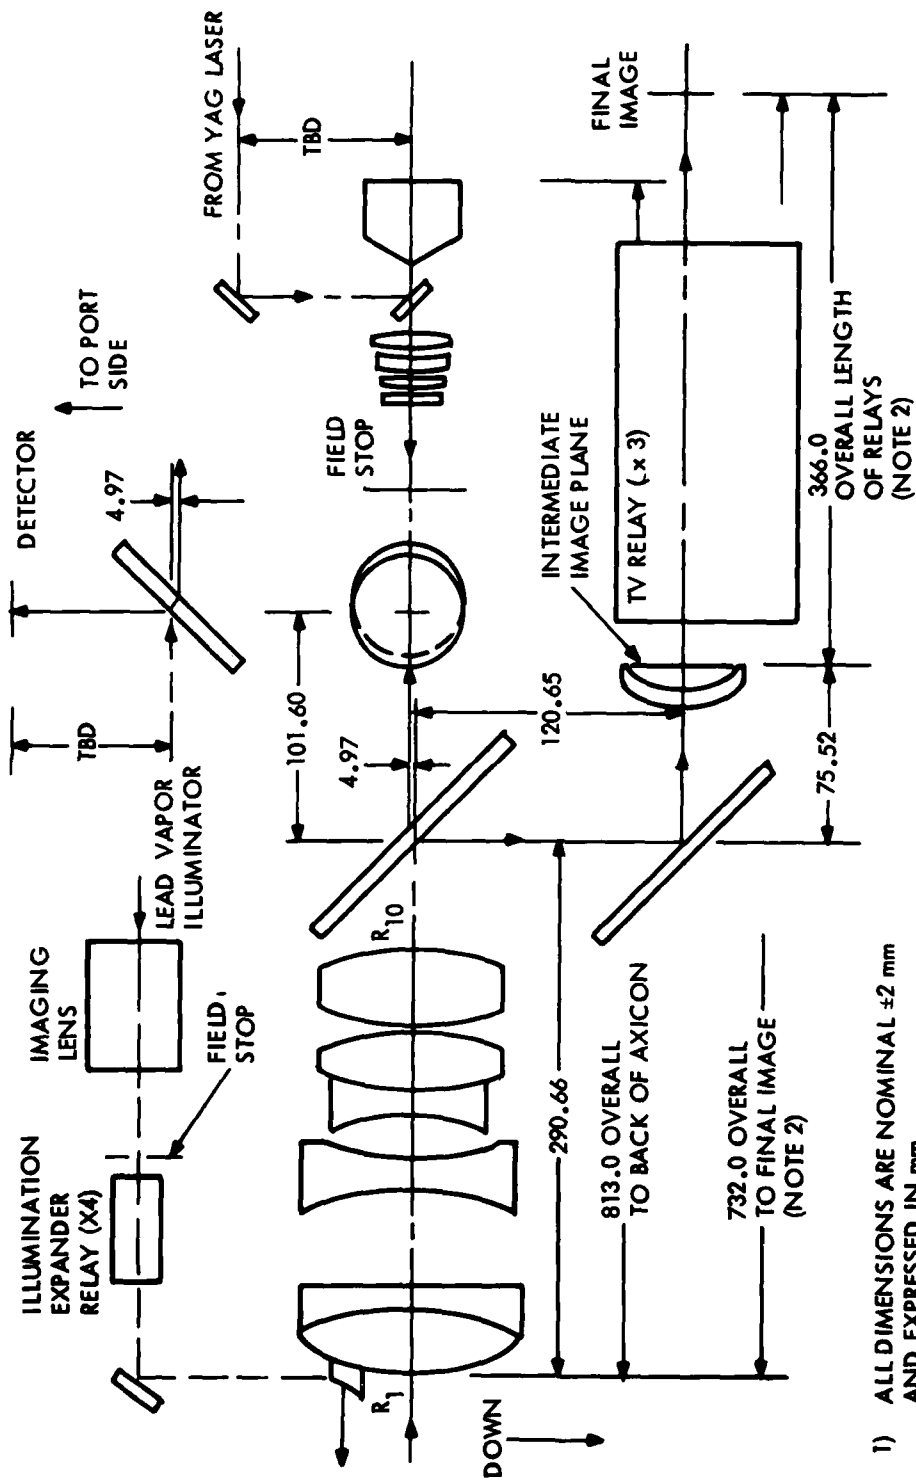 FROM YAG LASER
TBD
FINAL
IMAGE
TO PORT
SIDE
DETECTOR
4.97
FIELD
STOP
INTERMEDIATE
IMAGE PLANE
TV RELAY (.x 3)
366.0
OVERALL LENGTH
OF RELAYS
(NOTE 2)
TBD
101.60
4.97
120.65
75.52
LEAD VAPOR
ILLUMINATOR
IMAGING
LENS
FIELD
STOP
ILLUMINATION
EXPANDER
RELAY (X4)
R10
R1
290.66
813.0 OVERALL
TO BACK OF AXICON
732.0 OVERALL
TO FINAL IMAGE
(NOTE 2)
DOWN
1) ALL DIMENSIONS ARE NOMINAL ±2 mm
AND EXPRESSED IN mm